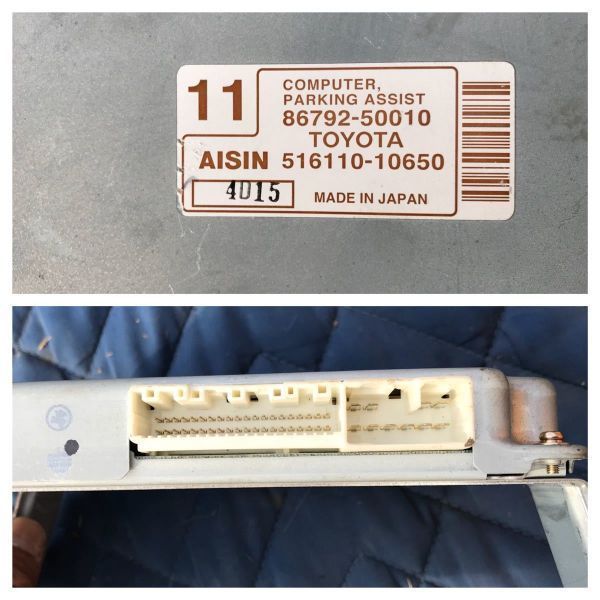 11
COMPUTER,
PARKING ASSIST
86792-50010
TOYOTA
AISIN 516110-10650
4D15
MADE IN JAPAN